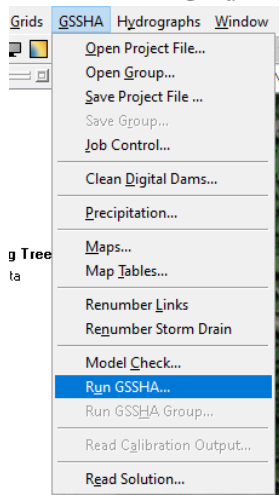 Grids GSSHA Hydrographs Window
Open Project File...
Open Group...
Save Project File ...
Save Group...
Job Control...
Clean Digital Dams...
Precipitation...
g Tree
Maps...
ta
Map Tables...
Renumber Links
Renumber Storm Drain
Model Check...
Run GSSHA...
Run GSSHA Group...
Read Calibration Output...
Read Solution...